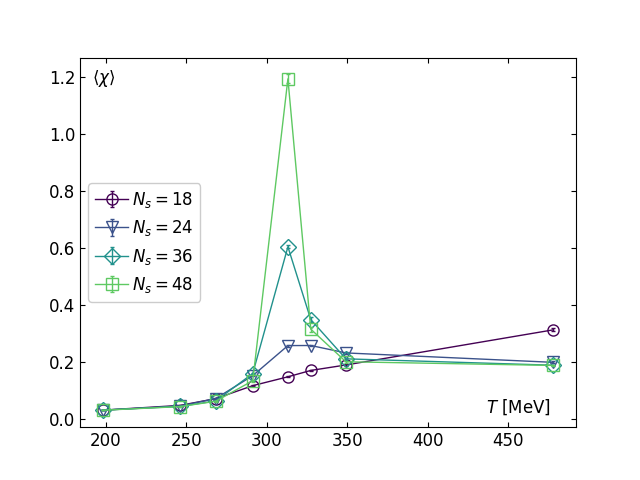 ⟨χ⟩
1.2
1.0
0.8
0.6
0.4
0.2
0.0
N_s = 18
N_s = 24
N_s = 36
N_s = 48
T [MeV]
200 250 300 350 400 450